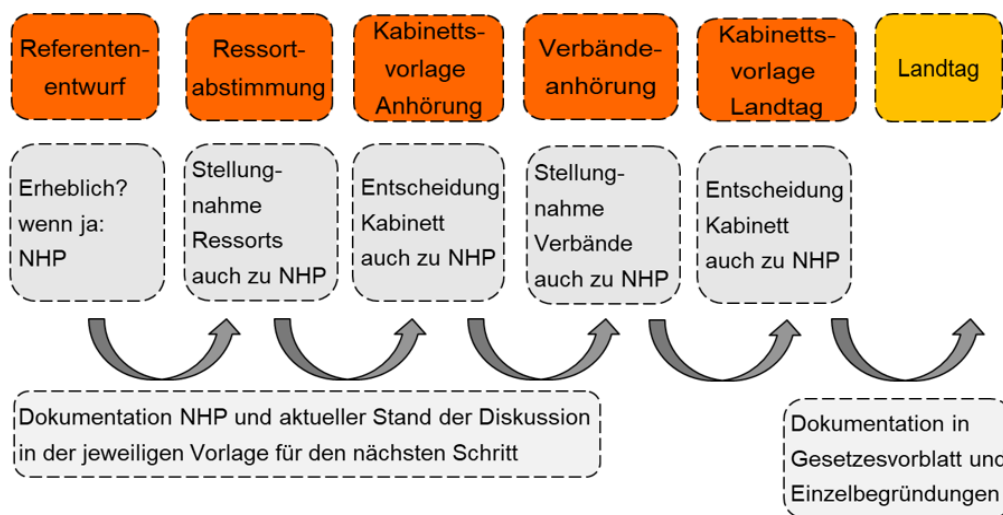 Referenten-
entwurf
Ressort-
abstimmung
Kabinetts-
vorlage
Anhörung
Verbände-
anhörung
Kabinetts-
vorlage
Landtag
Landtag
Erheblich?
wenn ja:
NHP
Stellung-
nahme
Ressorts
auch zu NHP
Entscheidung
Kabinett
auch zu NHP
Stellung-
nahme
Verbände
auch zu NHP
Entscheidung
Kabinett
auch zu NHP
Dokumentation NHP und aktueller Stand der Diskussion
in der jeweiligen Vorlage für den nächsten Schritt
Dokumentation in
Gesetzesvorblatt und
Einzelbegründungen